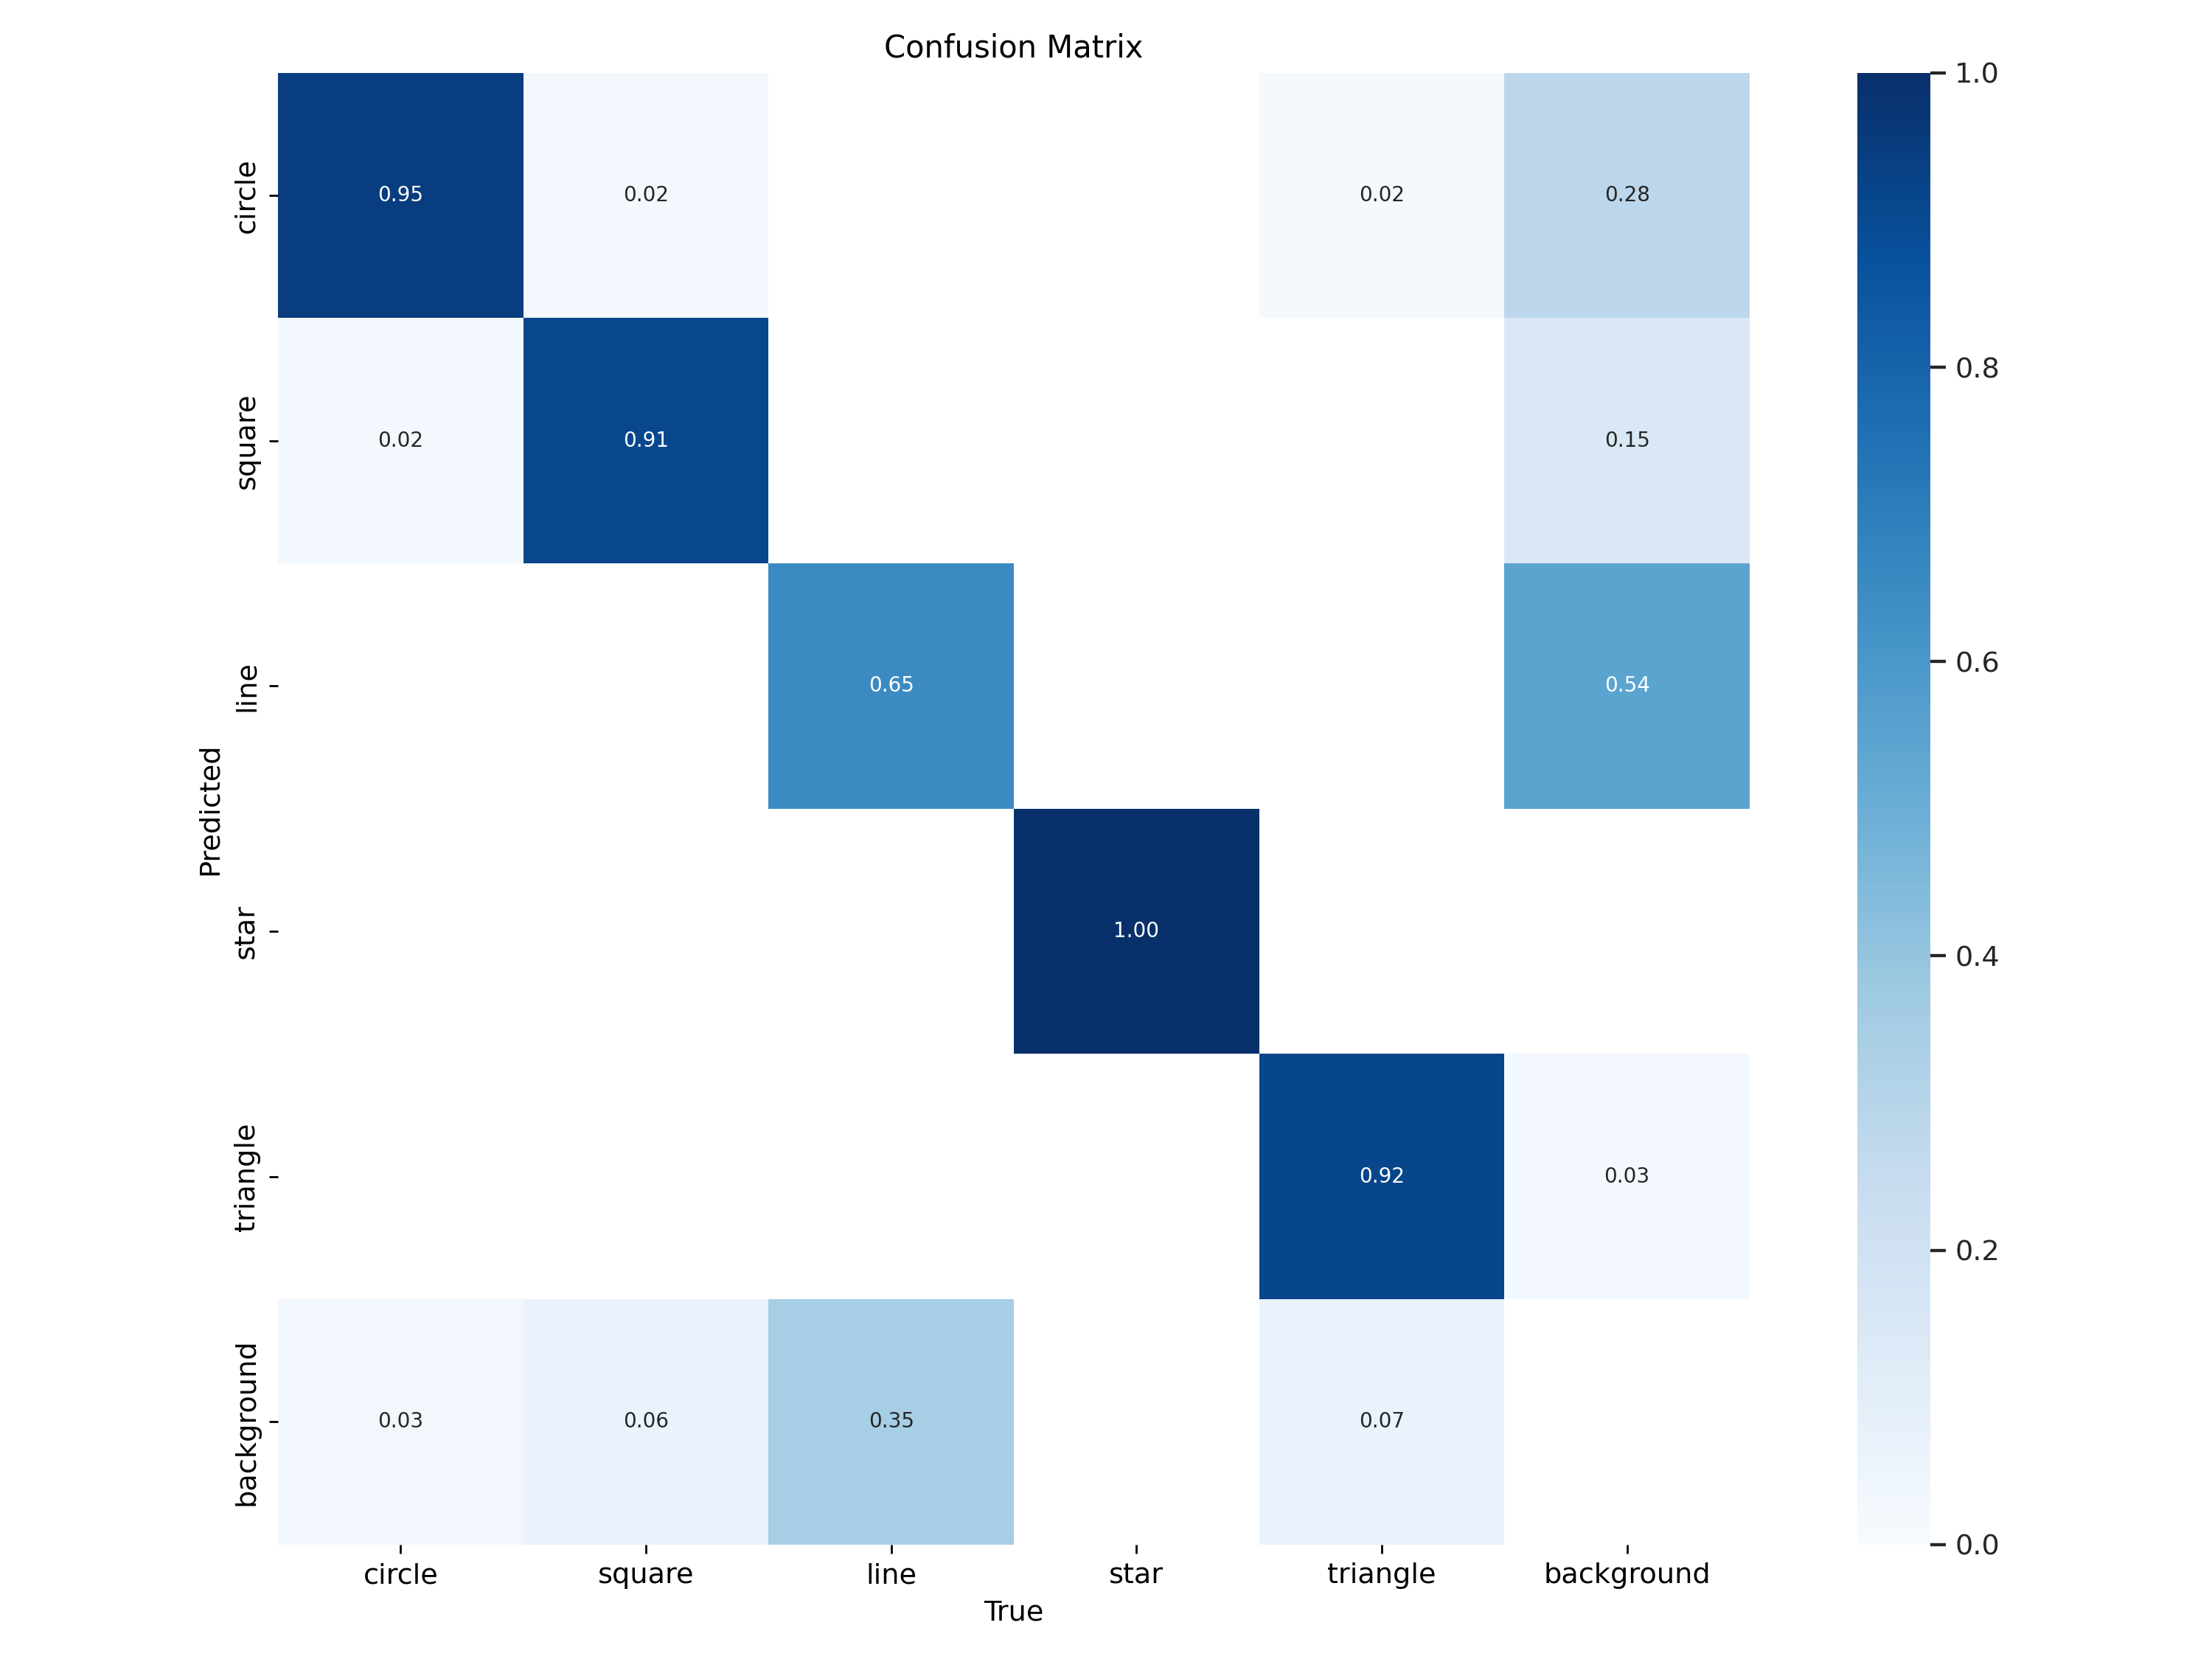 Confusion Matrix
circle
0.95
0.02
0.02
0.28
square
0.02
0.91
0.15
line
0.65
0.54
star
1.00
triangle
0.92
0.03
background
0.03
0.06
0.35
0.07
Predicted
circle
square
line
star
triangle
background
True
1.0
0.8
0.6
0.4
0.2
0.0